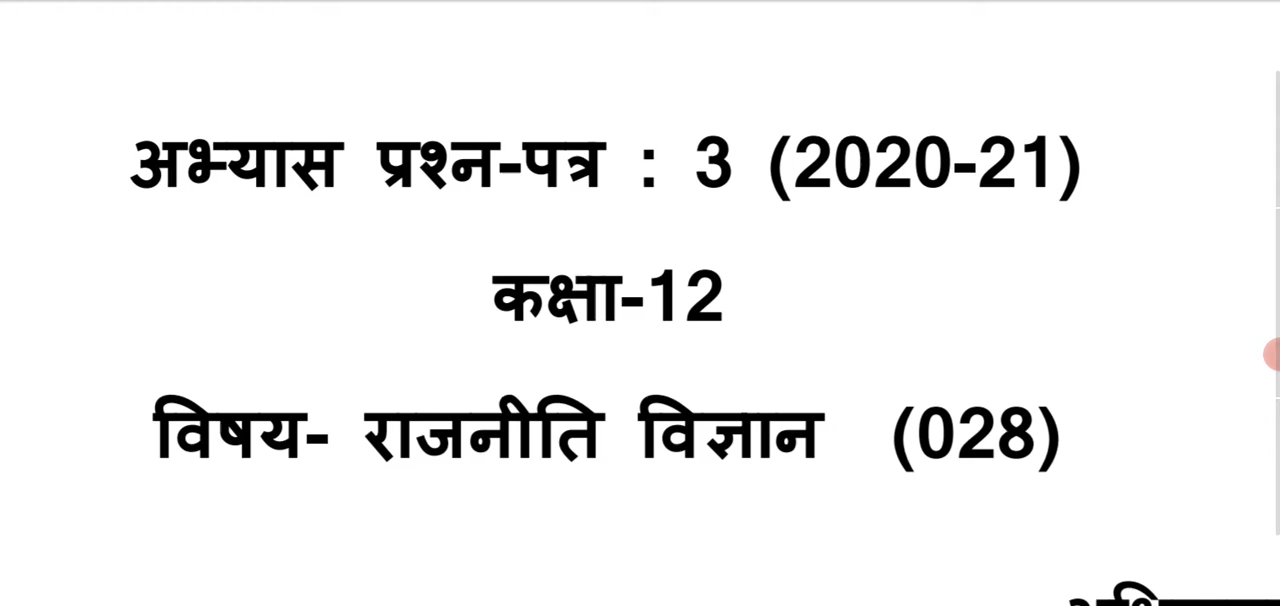 अभ्यास प्रश्न-पत्र : 3 (2020-21)
कक्षा-12
विषय- राजनीति विज्ञान (028)